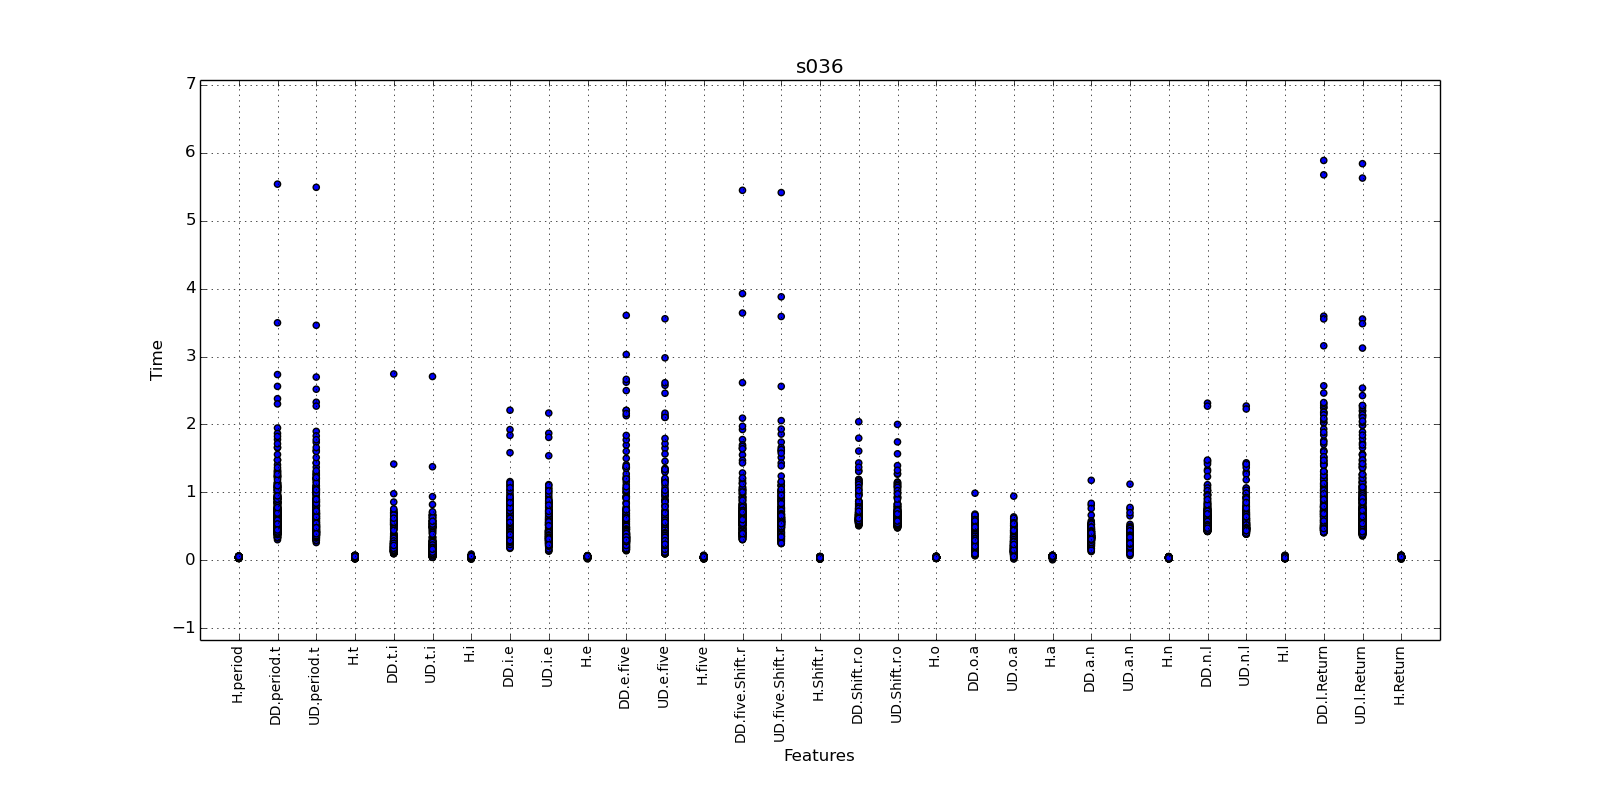 s036
7
6
5
4
3
2
1
0
−1
Time
H.period
DD.period.t
UD.period.t
H.t
DD.t.i
UD.t.i
H.i
DD.i.e
UD.i.e
H.e
DD.e.five
UD.e.five
H.five
DD.five.Shift.r
UD.five.Shift.r
H.Shift.r
DD.Shift.r.o
UD.Shift.r.o
H.o
DD.o.a
UD.o.a
H.a
DD.a.n
UD.a.n
H.n
DD.n.l
UD.n.l
H.l
DD.l.Return
UD.l.Return
H.Return
Features